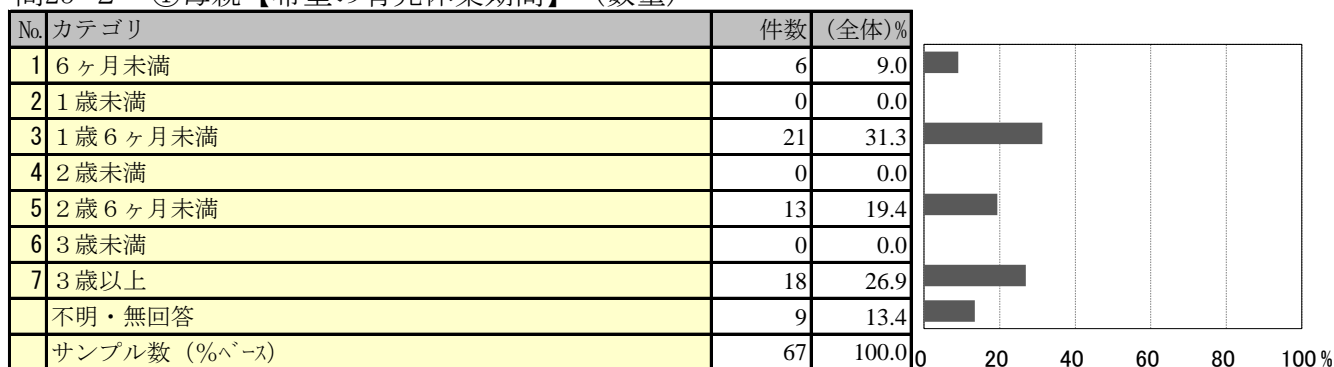 No. カテゴリ 件数 (全体)%
1 6ヶ月未満 6 9.0
2 1歳未満 0 0.0
3 1歳6ヶ月未満 21 31.3
4 2歳未満 0 0.0
5 2歳6ヶ月未満 13 19.4
6 3歳未満 0 0.0
7 3歳以上 18 26.9
不明・無回答 9 13.4
サンプル数（%ﾍﾞｰｽ） 67 100.0
0 20 40 60 80 100%